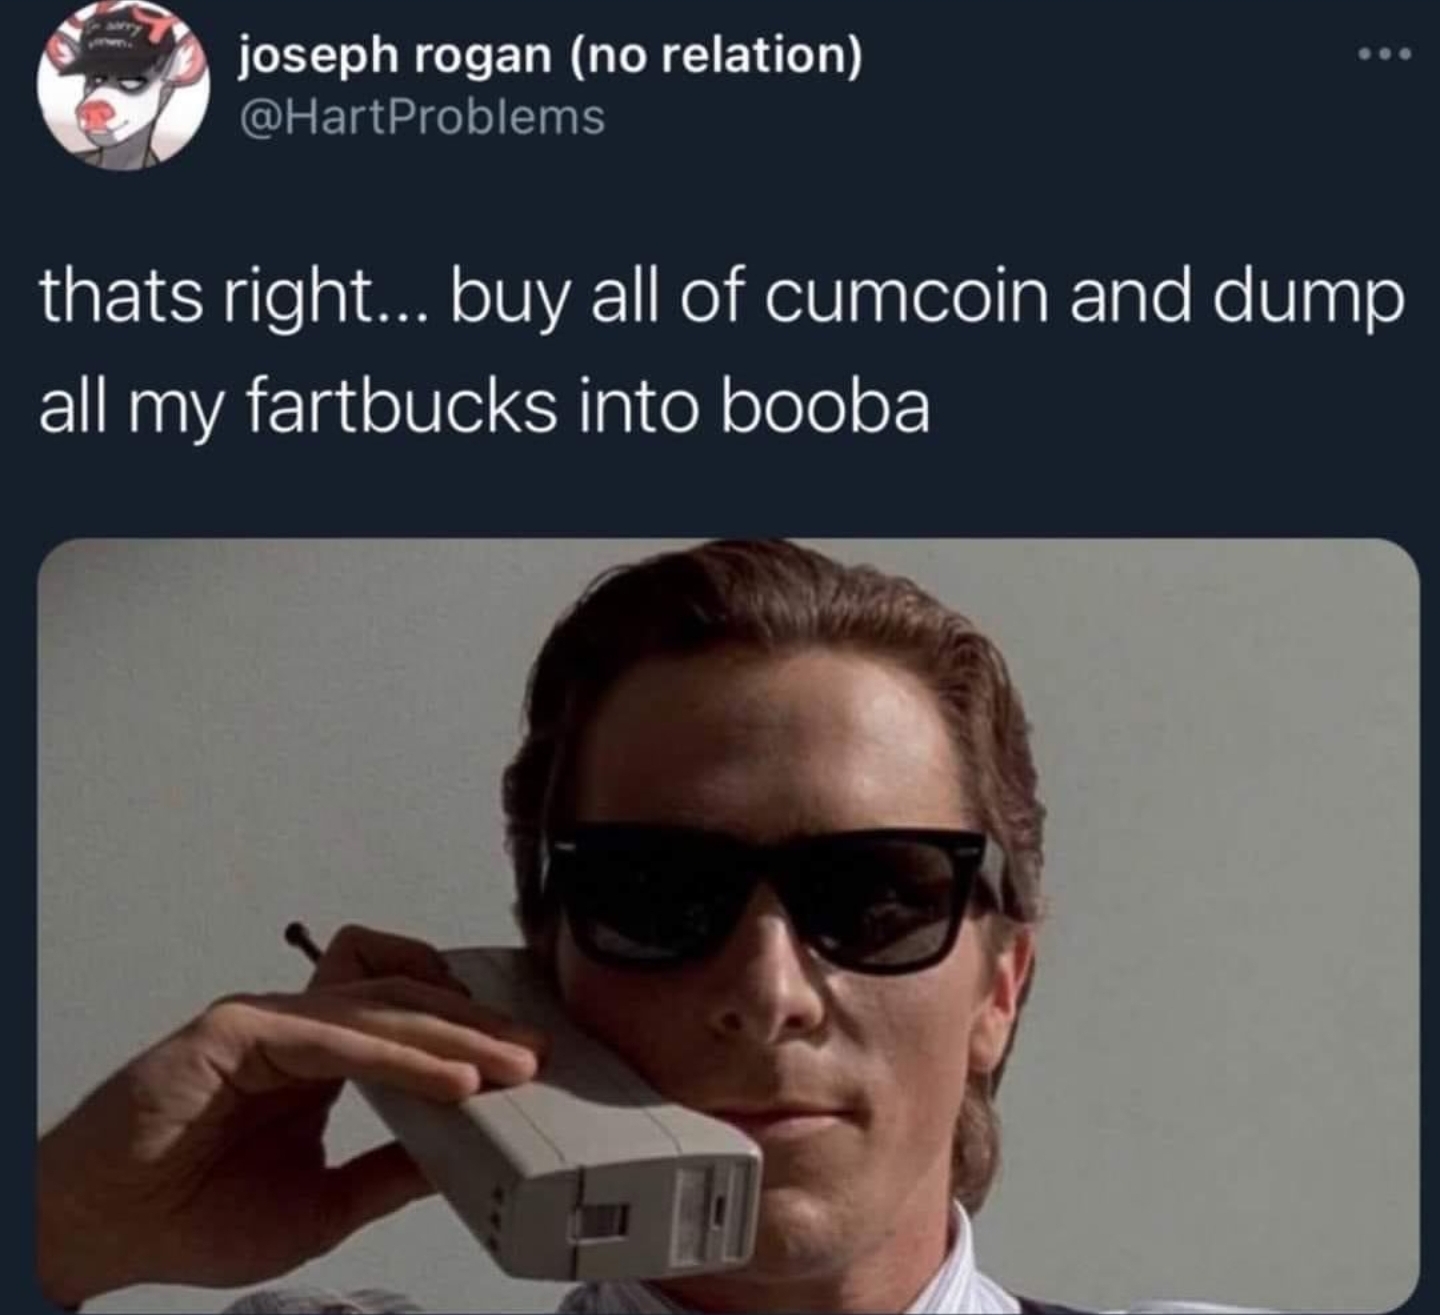 joseph rogan (no relation)
@HartProblems
thats right... buy all of cumcoin and dump
all my fartbucks into booba